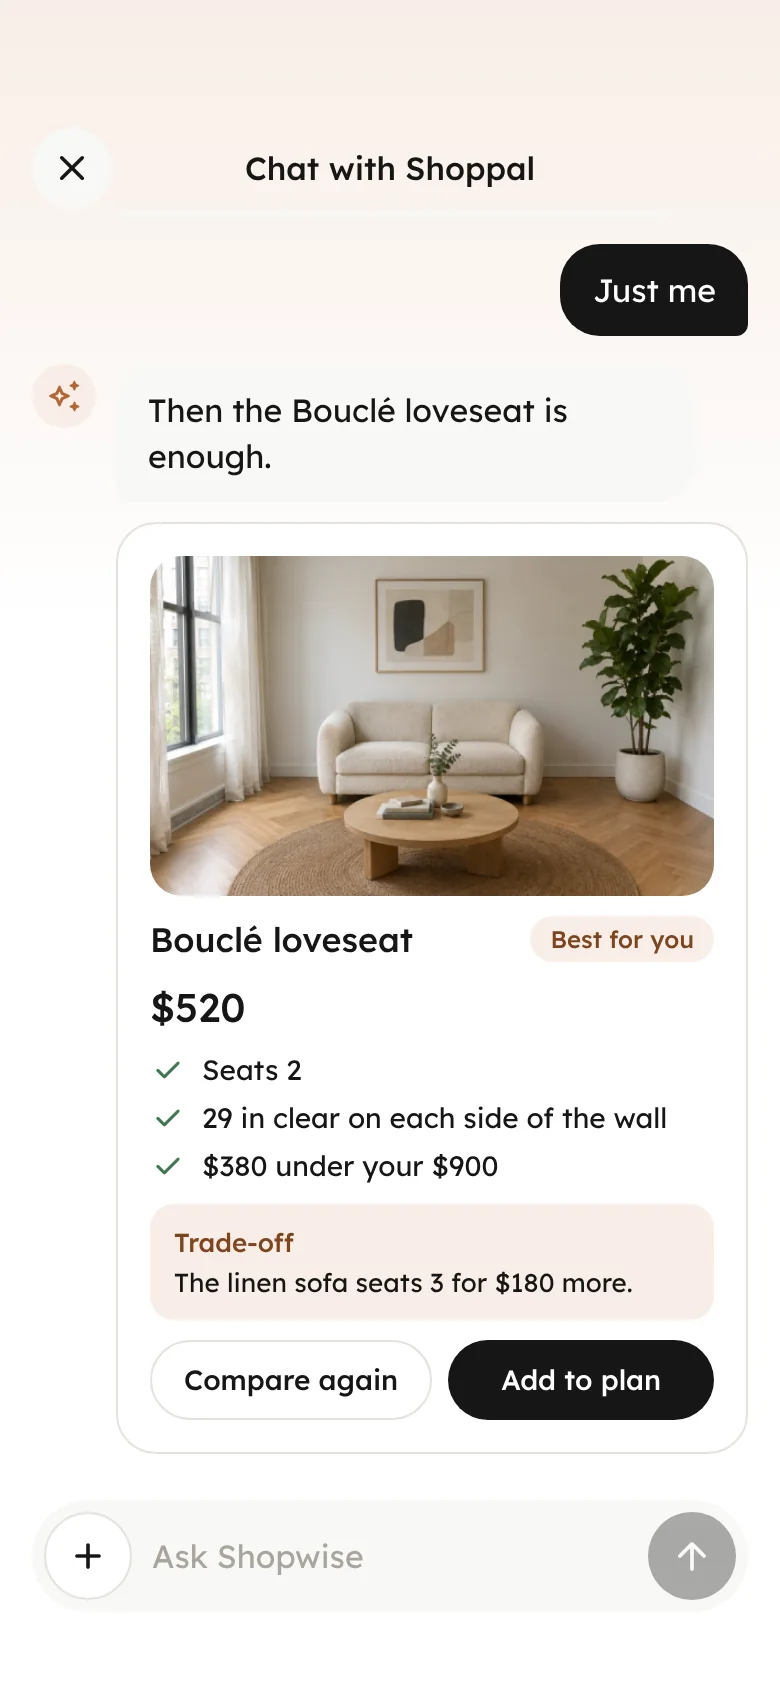 Chat with Shoppal
Just me
Then the Bouclé loveseat is
enough.
Bouclé loveseat
Best for you
$520
Seats 2
29 in clear on each side of the wall
$380 under your $900
Trade-off
The linen sofa seats 3 for $180 more.
Compare again
Add to plan
Ask Shopwise